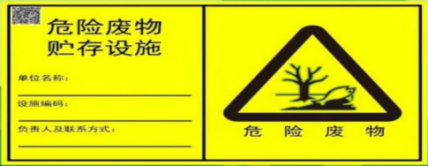 危险废物
贮存设施
单位名称：
设施编码：
负责人及联系方式：
危险废物